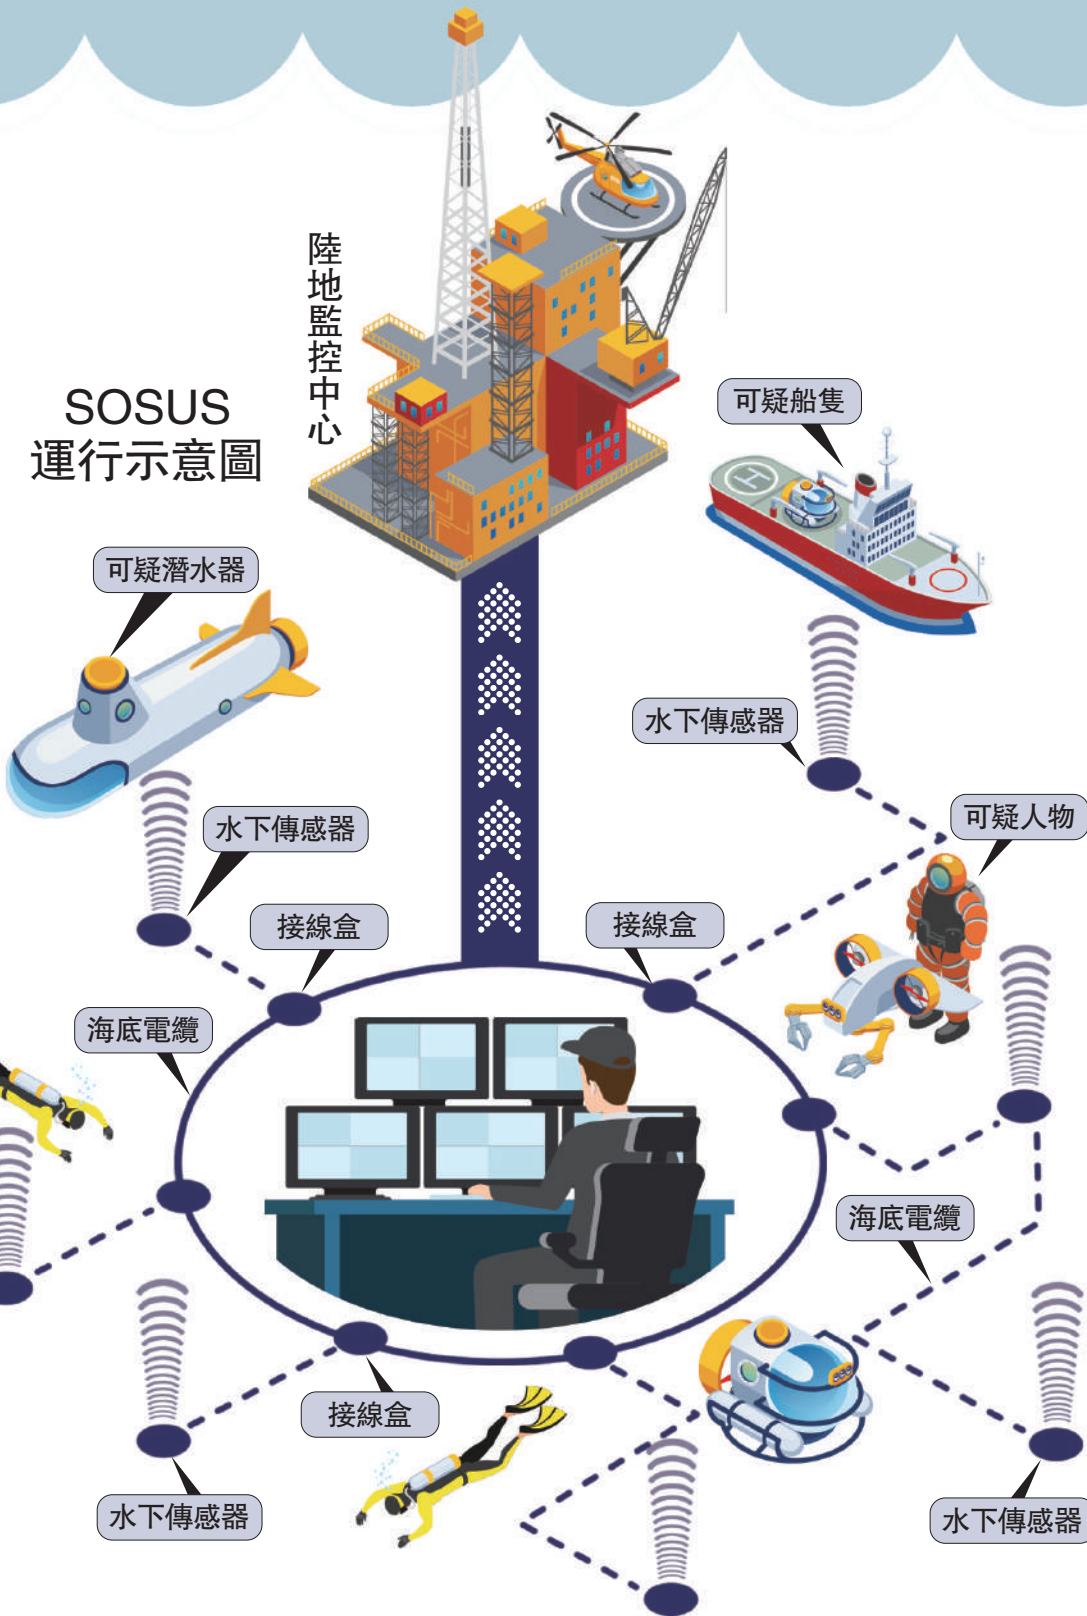 陸地監控中心
SOSUS
運行示意圖
可疑船隻
可疑潛水器
水下傳感器
水下傳感器
可疑人物
接線盒
接線盒
海底電纜
海底電纜
接線盒
水下傳感器
水下傳感器